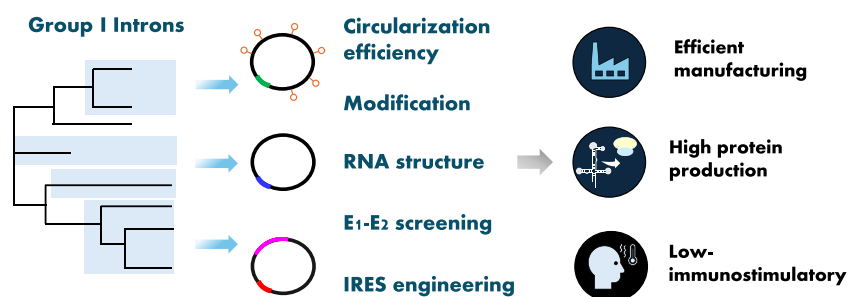 Group I Introns
Circularization
efficiency
Modification
RNA structure
E1-E2 screening
IRES engineering
Efficient
manufacturing
High protein
production
Low-
immunostimulatory